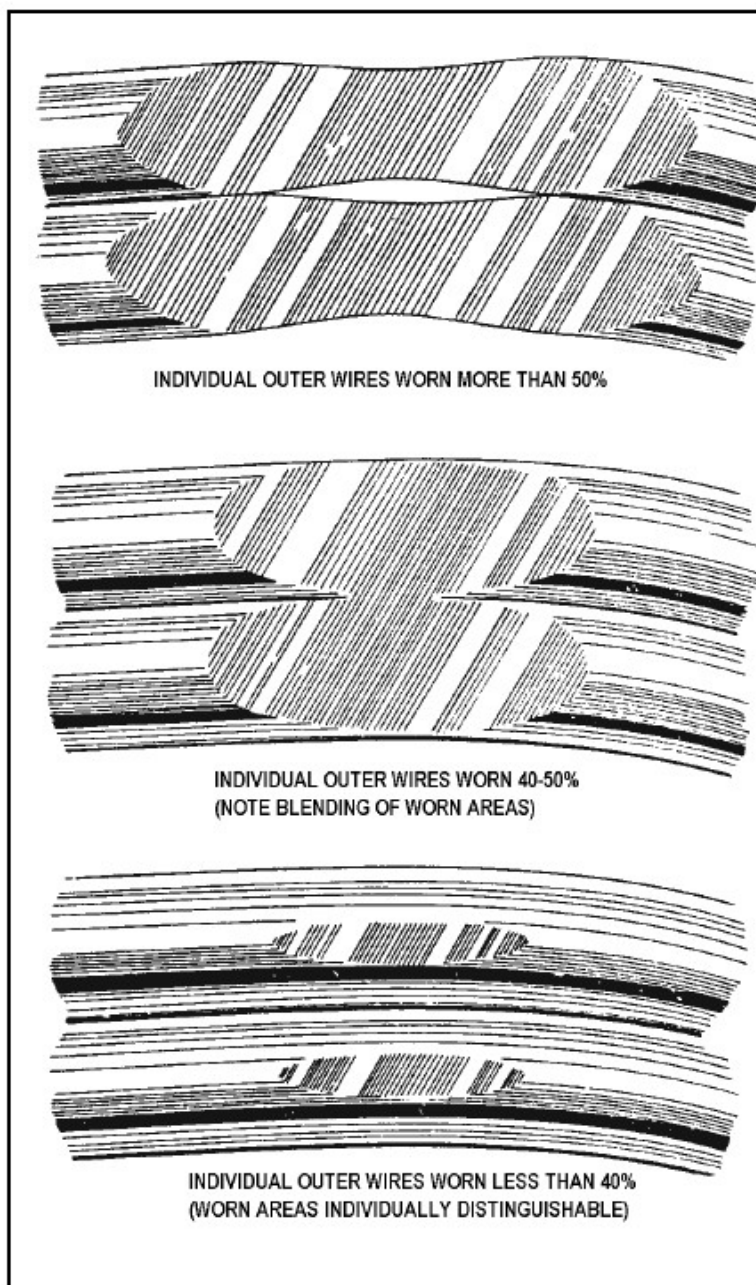 INDIVIDUAL OUTER WIRES WORN MORE THAN 50%
INDIVIDUAL OUTER WIRES WORN 40-50%
(NOTE BLENDING OF WORN AREAS)
INDIVIDUAL OUTER WIRES WORN LESS THAN 40%
(WORN AREAS INDIVIDUALLY DISTINGUISHABLE)